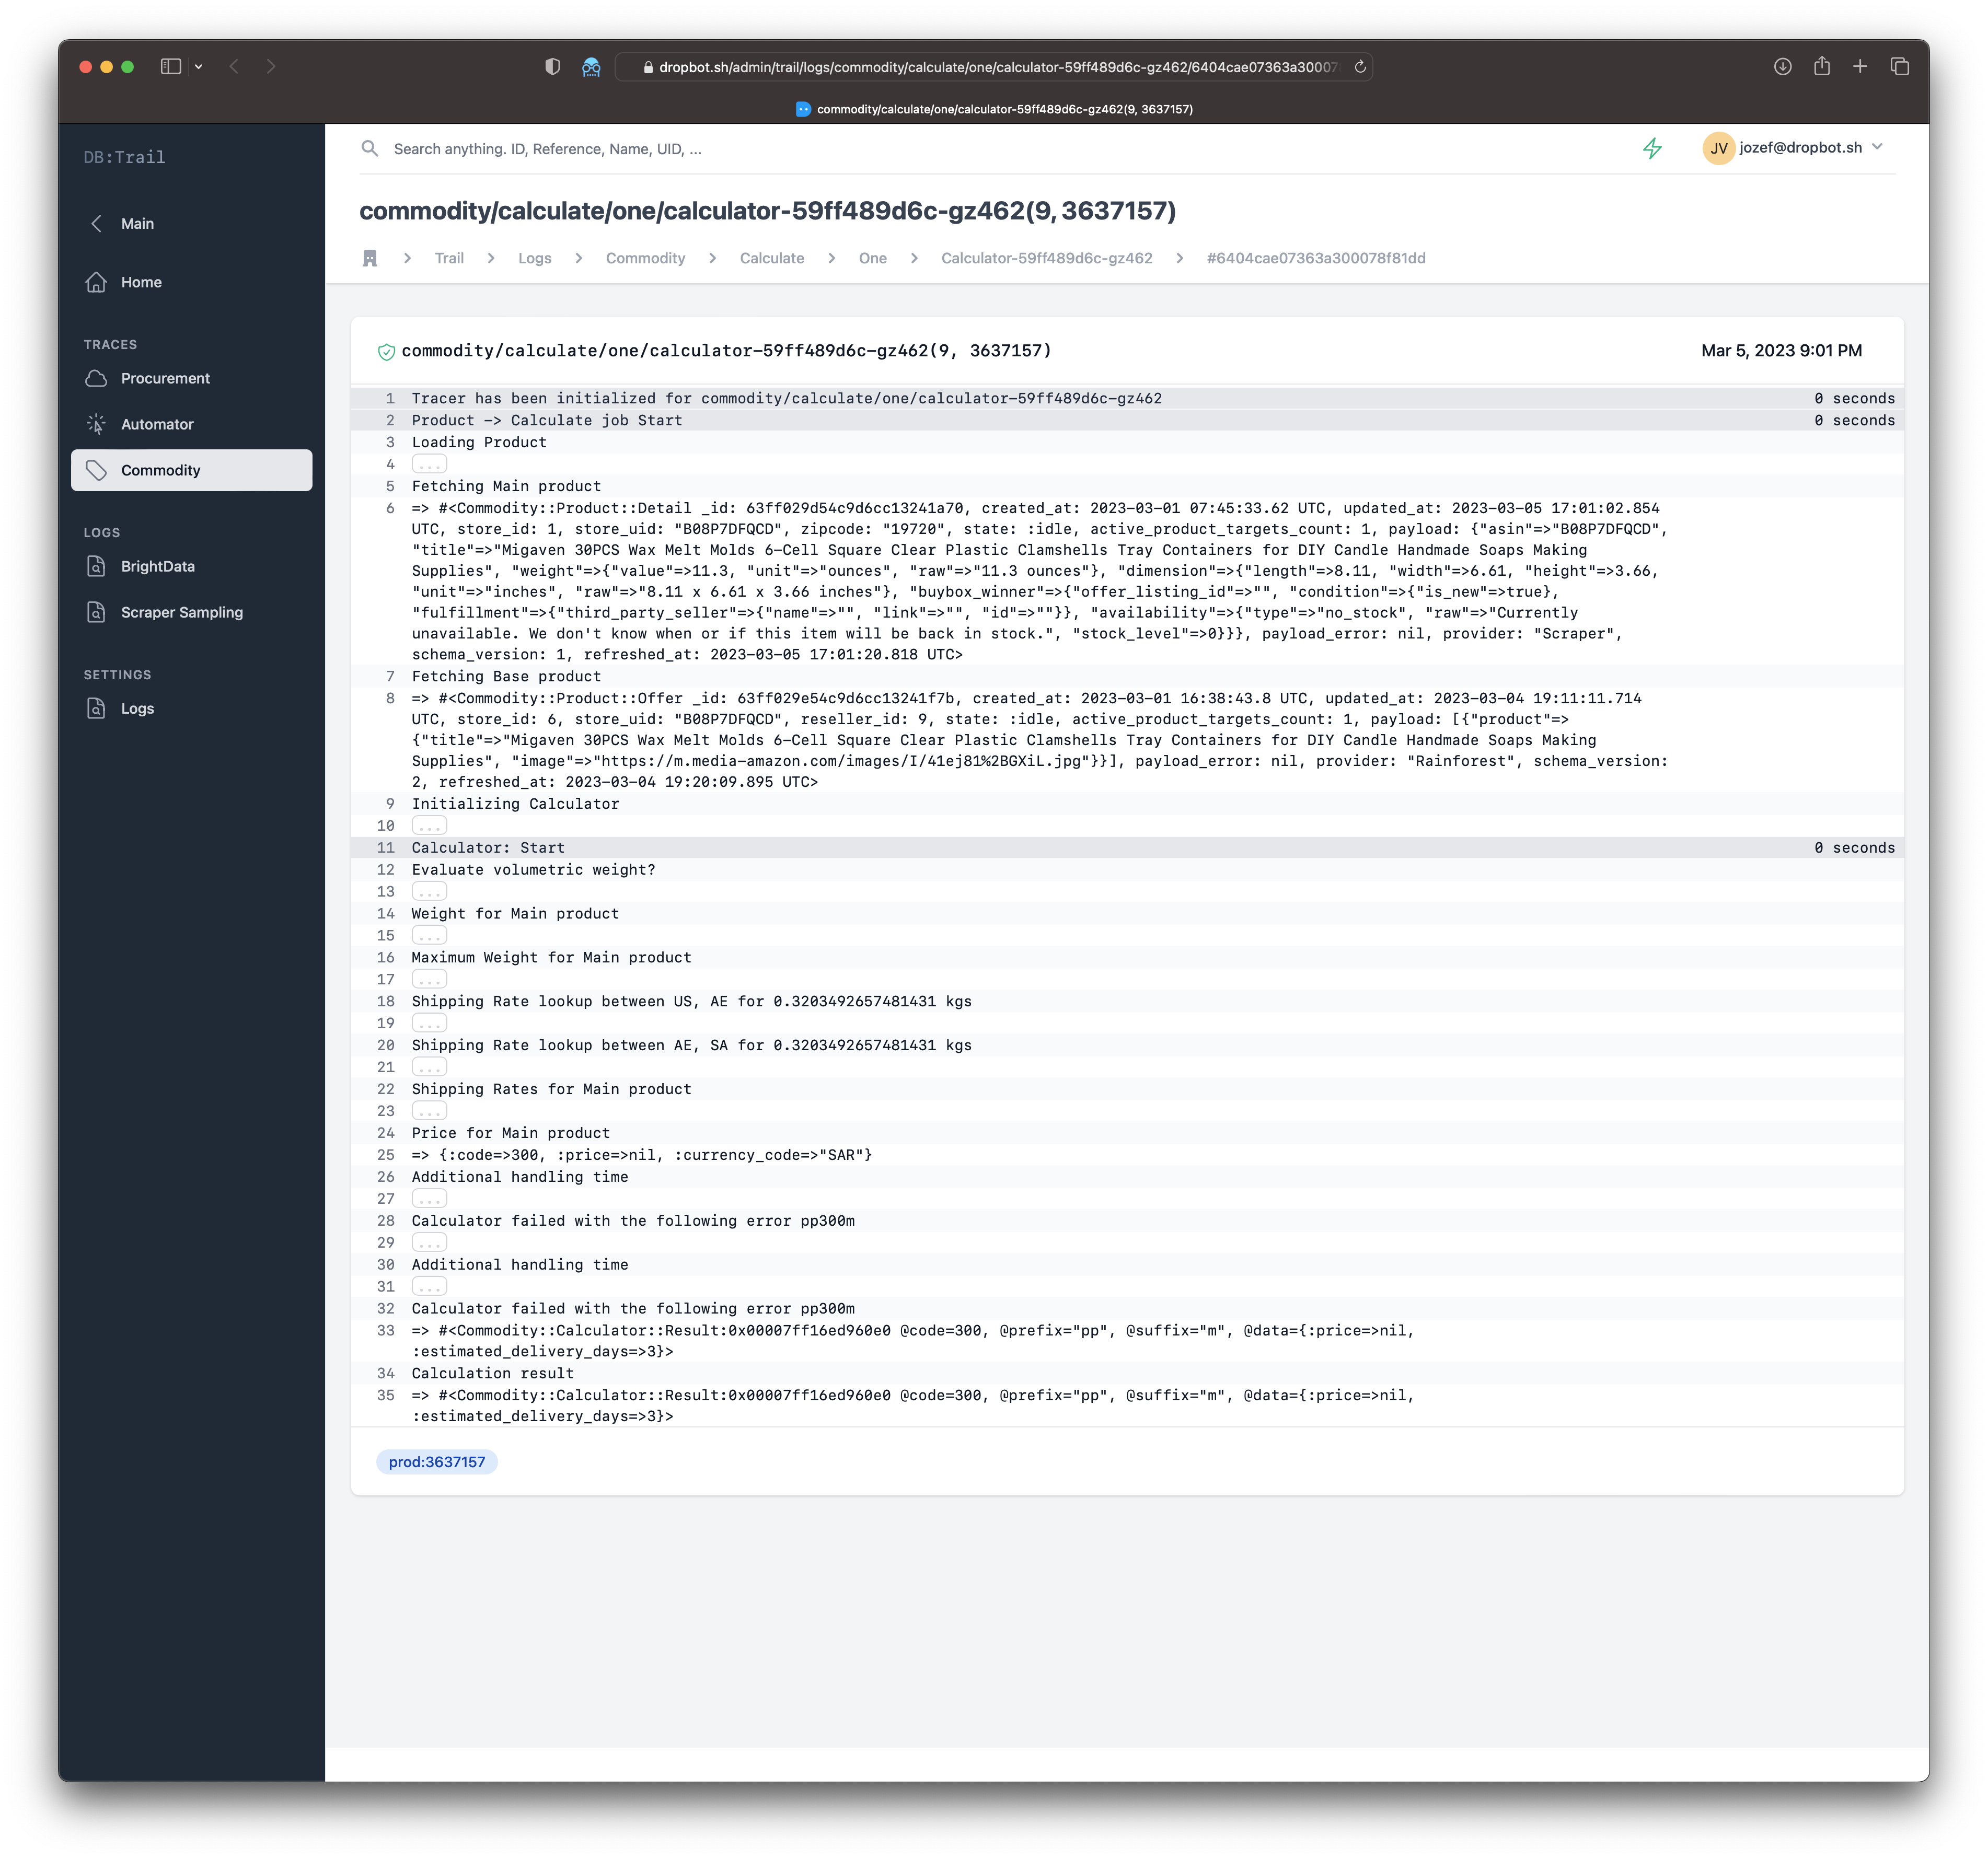 dropbot.sh/admin/trail/logs/commodity/calculate/one/calculator-59ff489d6c-gz462/6404cae07363a30007
commodity/calculate/one/calculator-59ff489d6c-gz462(9, 3637157)
DB:Trail
Main
Home
TRACES
Procurement
Automator
Commodity
LOGS
BrightData
Scraper Sampling
SETTINGS
Logs
Search anything. ID, Reference, Name, UID, ...
JV jozef@dropbot.sh
commodity/calculate/one/calculator-59ff489d6c-gz462(9, 3637157)
Trail > Logs > Commodity > Calculate > One > Calculator-59ff489d6c-gz462 > #6404cae07363a300078f81dd
commodity/calculate/one/calculator-59ff489d6c-gz462(9, 3637157) Mar 5, 2023 9:01 PM
1 Tracer has been initialized for commodity/calculate/one/calculator-59ff489d6c-gz462 0 seconds
2 Product -> Calculate job Start 0 seconds
3 Loading Product
4 ...
5 Fetching Main product
6 => #<Commodity::Product::Detail _id: 63ff029d54c9d6cc13241a70, created_at: 2023-03-01 07:45:33.62 UTC, updated_at: 2023-03-05 17:01:02.854
UTC, store_id: 1, store_uid: "B08P7DFQCD", zipcode: "19720", state: :idle, active_product_targets_count: 1, payload: {"asin"=>"B08P7DFQCD",
"title"=>"Migaven 30PCS Wax Melt Molds 6-Cell Square Clear Plastic Clamshells Tray Containers for DIY Candle Handmade Soaps Making
Supplies", "weight"=>{"value"=>11.3, "unit"=>"ounces", "raw"=>"11.3 ounces"}, "dimension"=>{"length"=>8.11, "width"=>6.61, "height"=>3.66,
"unit"=>"inches", "raw"=>"8.11 x 6.61 x 3.66 inches"}, "buybox_winner"=>{"offer_listing_id"=>"", "condition"=>{"is_new"=>true},
"fulfillment"=>{"third_party_seller"=>{"name"=>"", "link"=>"", "id"=>""}}, "availability"=>{"type"=>"no_stock", "raw"=>"Currently
unavailable. We don't know when or if this item will be back in stock.", "stock_level"=>0}}}, payload_error: nil, provider: "Scraper",
schema_version: 1, refreshed_at: 2023-03-05 17:01:20.818 UTC>
7 Fetching Base product
8 => #<Commodity::Product::Offer _id: 63ff029e54c9d6cc13241f7b, created_at: 2023-03-01 16:38:43.8 UTC, updated_at: 2023-03-04 19:11:11.714
UTC, store_id: 6, store_uid: "B08P7DFQCD", reseller_id: 9, state: :idle, active_product_targets_count: 1, payload: [{"product"=>
{"title"=>"Migaven 30PCS Wax Melt Molds 6-Cell Square Clear Plastic Clamshells Tray Containers for DIY Candle Handmade Soaps Making
Supplies", "image"=>"https://m.media-amazon.com/images/I/41ej81%2BGXiL.jpg"}}], payload_error: nil, provider: "Rainforest", schema_version:
2, refreshed_at: 2023-03-04 19:20:09.895 UTC>
9 Initializing Calculator
10 ...
11 Calculator: Start 0 seconds
12 Evaluate volumetric weight?
13 ...
14 Weight for Main product
15 ...
16 Maximum Weight for Main product
17 ...
18 Shipping Rate lookup between US, AE for 0.3203492657481431 kgs
19 ...
20 Shipping Rate lookup between AE, SA for 0.3203492657481431 kgs
21 ...
22 Shipping Rates for Main product
23 ...
24 Price for Main product
25 => {:code=>300, :price=>nil, :currency_code=>"SAR"}
26 Additional handling time
27 ...
28 Calculator failed with the following error pp300m
29 ...
30 Additional handling time
31 ...
32 Calculator failed with the following error pp300m
33 => #<Commodity::Calculator::Result:0x00007ff16ed960e0 @code=300, @prefix="pp", @suffix="m", @data={:price=>nil,
:estimated_delivery_days=>3}>
34 Calculation result
35 => #<Commodity::Calculator::Result:0x00007ff16ed960e0 @code=300, @prefix="pp", @suffix="m", @data={:price=>nil,
:estimated_delivery_days=>3}>
prod:3637157